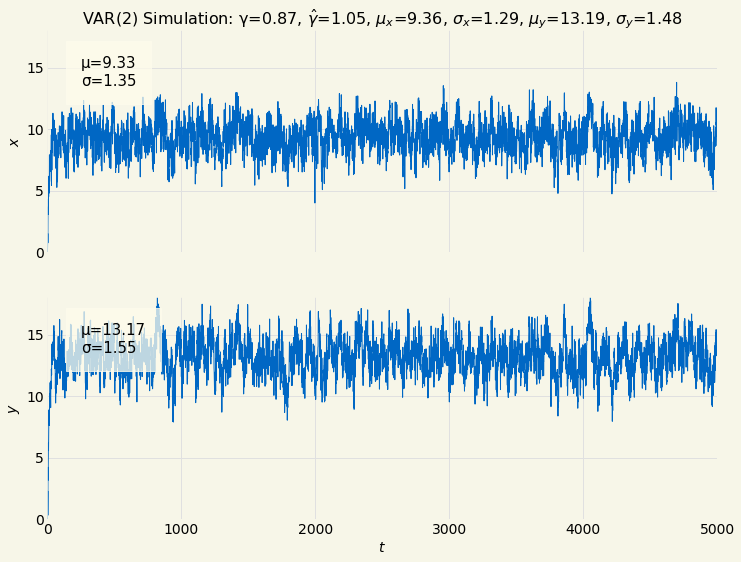 VAR(2) Simulation: γ=0.87, γ̂=1.05, μₓ=9.36, σₓ=1.29, μ_y=13.19, σ_y=1.48
μ=9.33
σ=1.35
15
10
5
0
x
μ=13.17
σ=1.55
15
10
5
0
y
0 1000 2000 3000 4000 5000
t